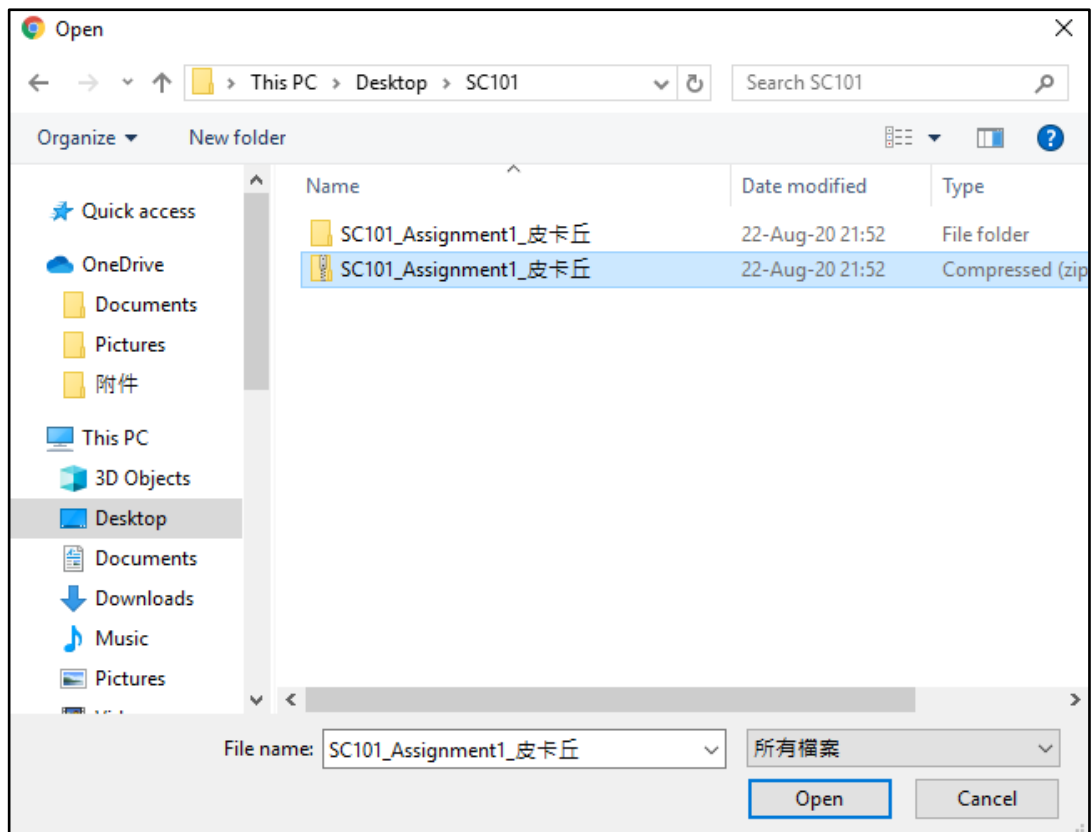 Open
This PC > Desktop > SC101
Search SC101
Organize
New folder
Name
Date modified
Type
Quick access
OneDrive
Documents
Pictures
附件
This PC
3D Objects
Desktop
Documents
Downloads
Music
Pictures
SC101_Assignment1_皮卡丘 22-Aug-20 21:52 File folder
SC101_Assignment1_皮卡丘 22-Aug-20 21:52 Compressed (zip
File name: SC101_Assignment1_皮卡丘
所有檔案
Open
Cancel